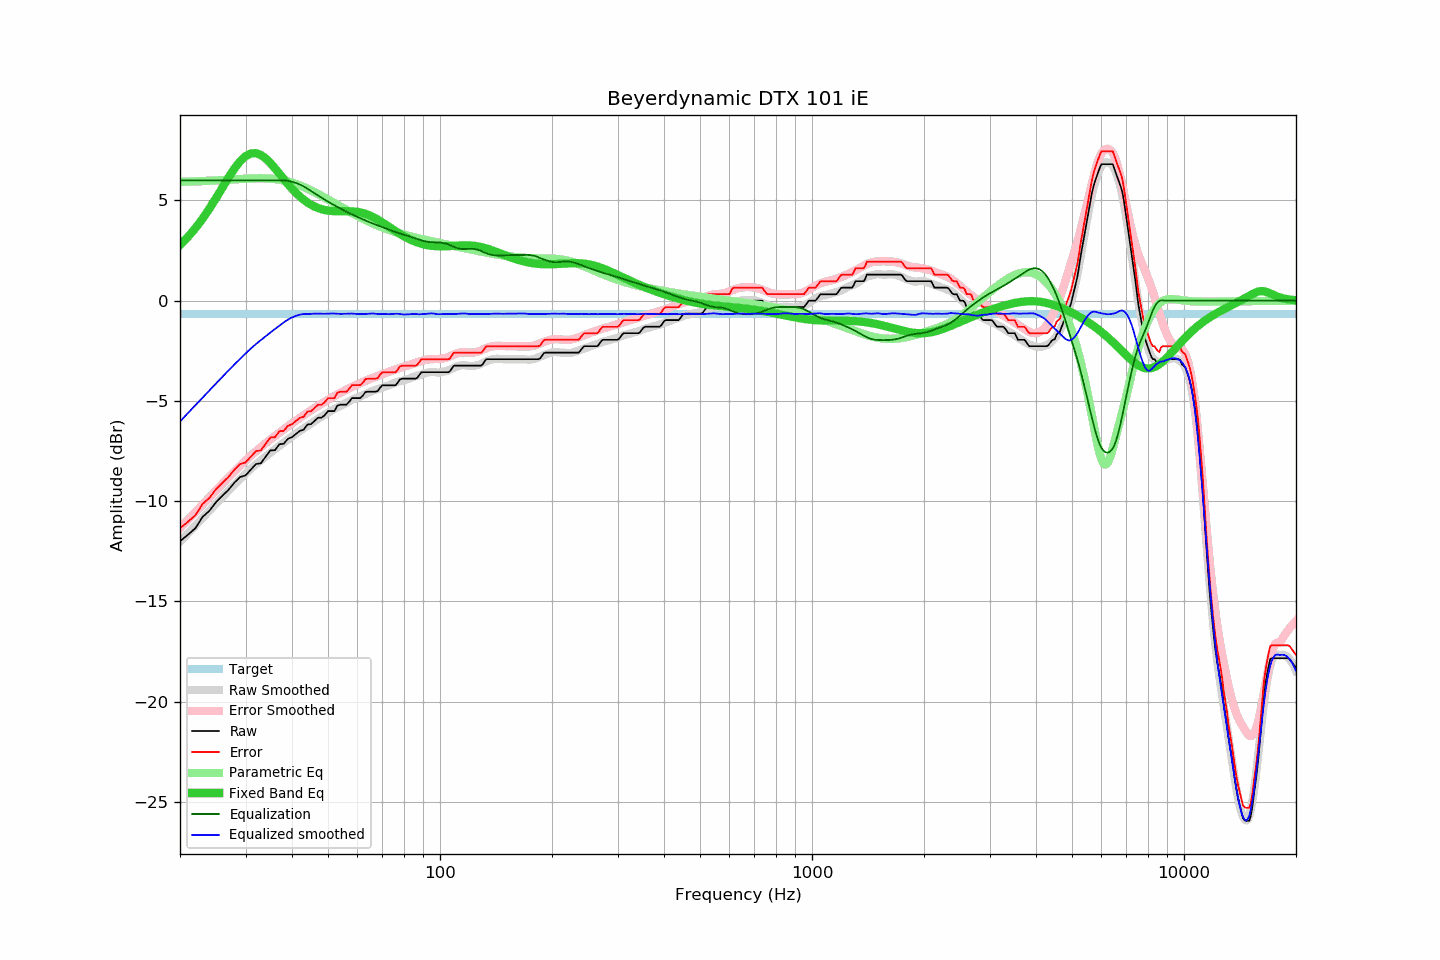 Beyerdynamic DTX 101 iE
5
0
−5
−10
−15
−20
−25
Amplitude (dBr)
Target
Raw Smoothed
Error Smoothed
Raw
Error
Parametric Eq
Fixed Band Eq
Equalization
Equalized smoothed
100
1000
10000
Frequency (Hz)